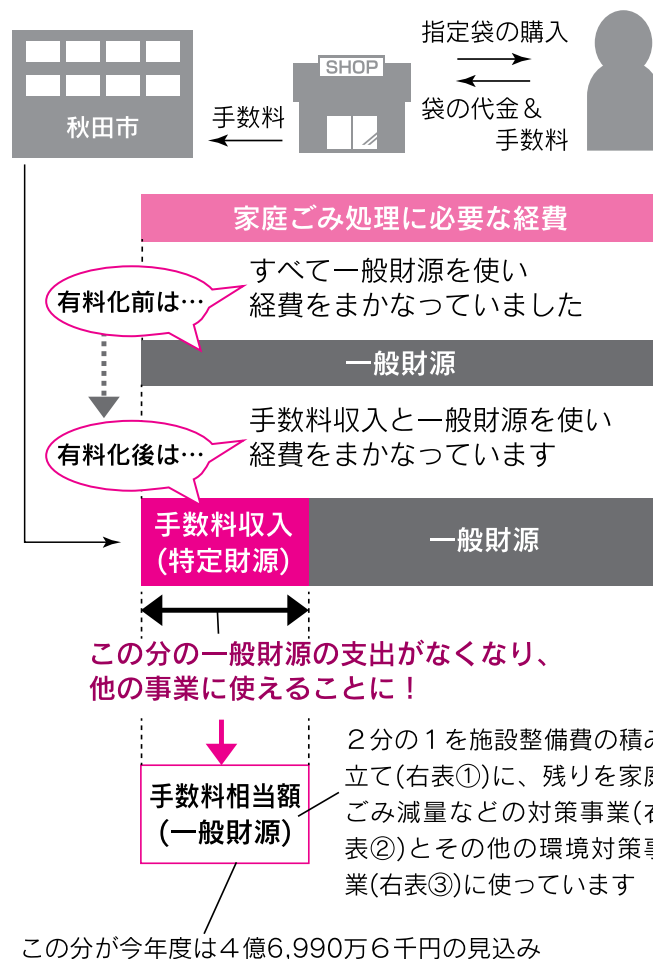 指定袋の購入
SHOP
袋の代金＆
手数料
手数料
秋田市
家庭ごみ処理に必要な経費
有料化前は…
すべて一般財源を使い
経費をまかなっていました
一般財源
有料化後は…
手数料収入と一般財源を使い
経費をまかなっています
手数料収入
(特定財源)
一般財源
この分の一般財源の支出がなくなり、
他の事業に使えることに！
手数料相当額
(一般財源)
２分の１を施設整備費の積み
立て(右表①)に、残りを家庭
ごみ減量などの対策事業(右
表②)とその他の環境対策事
業(右表③)に使っています
この分が今年度は４億6,990万６千円の見込み